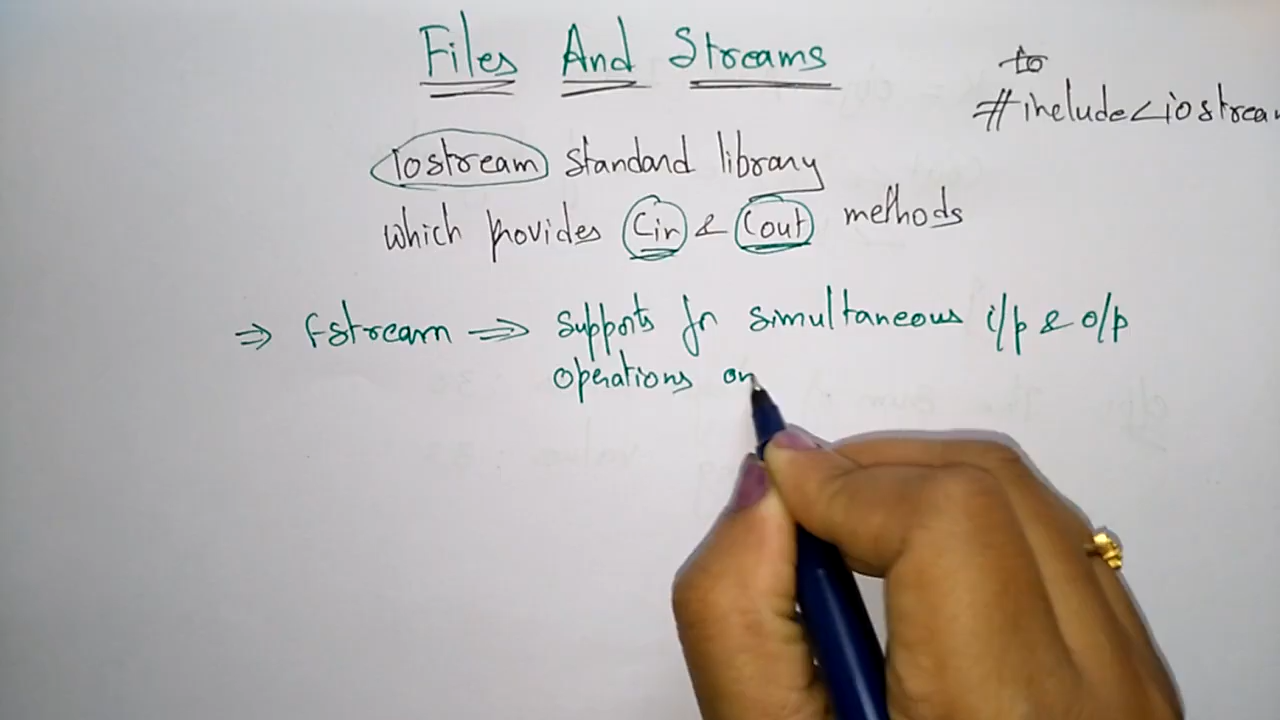 Files And Streams
to
#include<iostream
Iostream standard library
which provides Cin & Cout methods
⇒ fstream ⇒ supports for simultaneous i/p & o/p
operations on